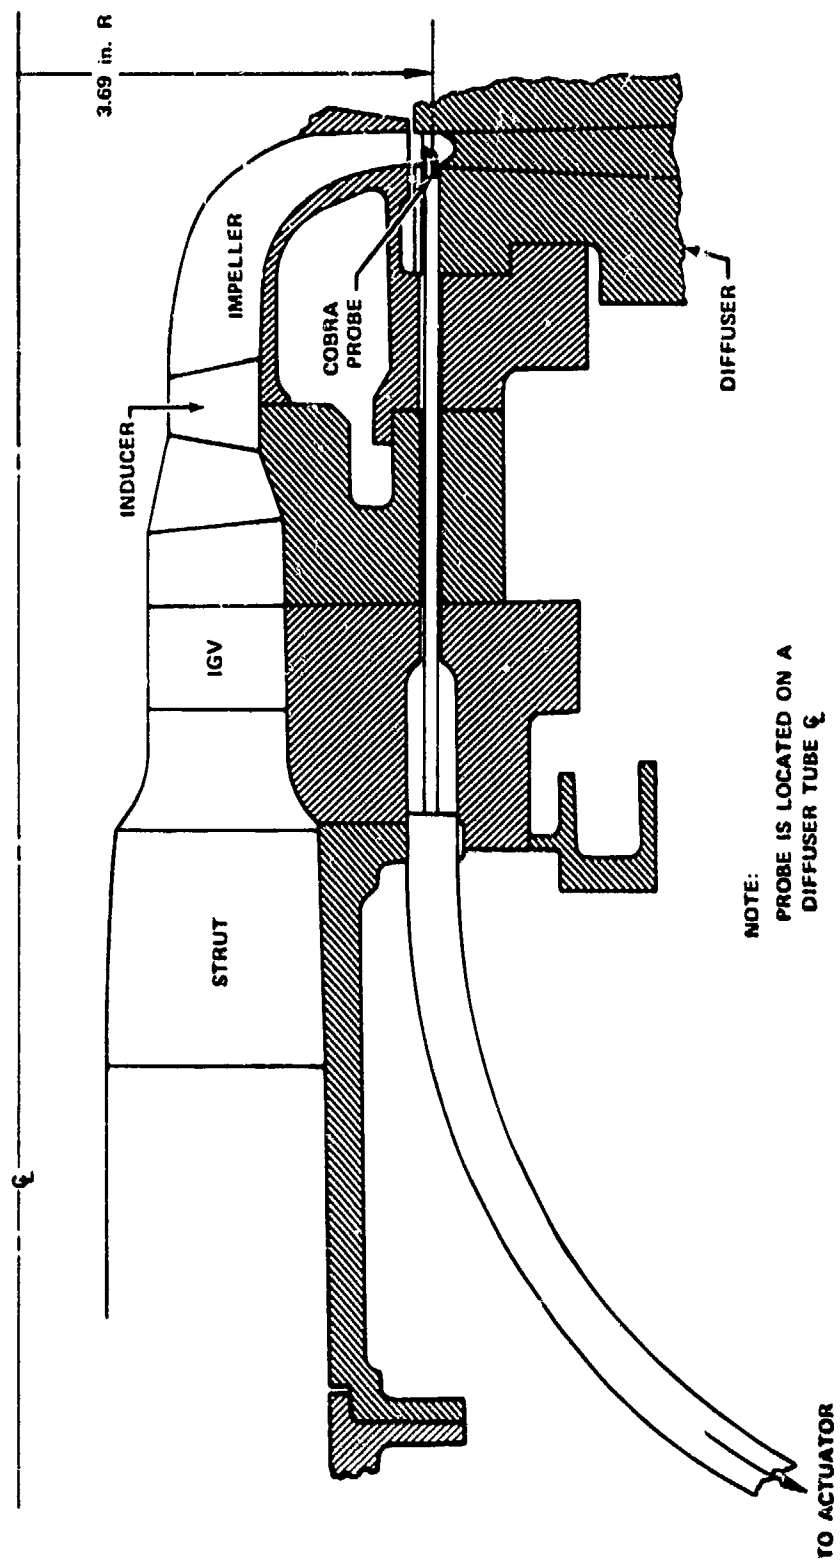 ℄
3.69 in. R
STRUT
IGV
INDUCER
IMPELLER
COBRA
PROBE
DIFFUSER
TO ACTUATOR
NOTE:
PROBE IS LOCATED ON A
DIFFUSER TUBE ℄